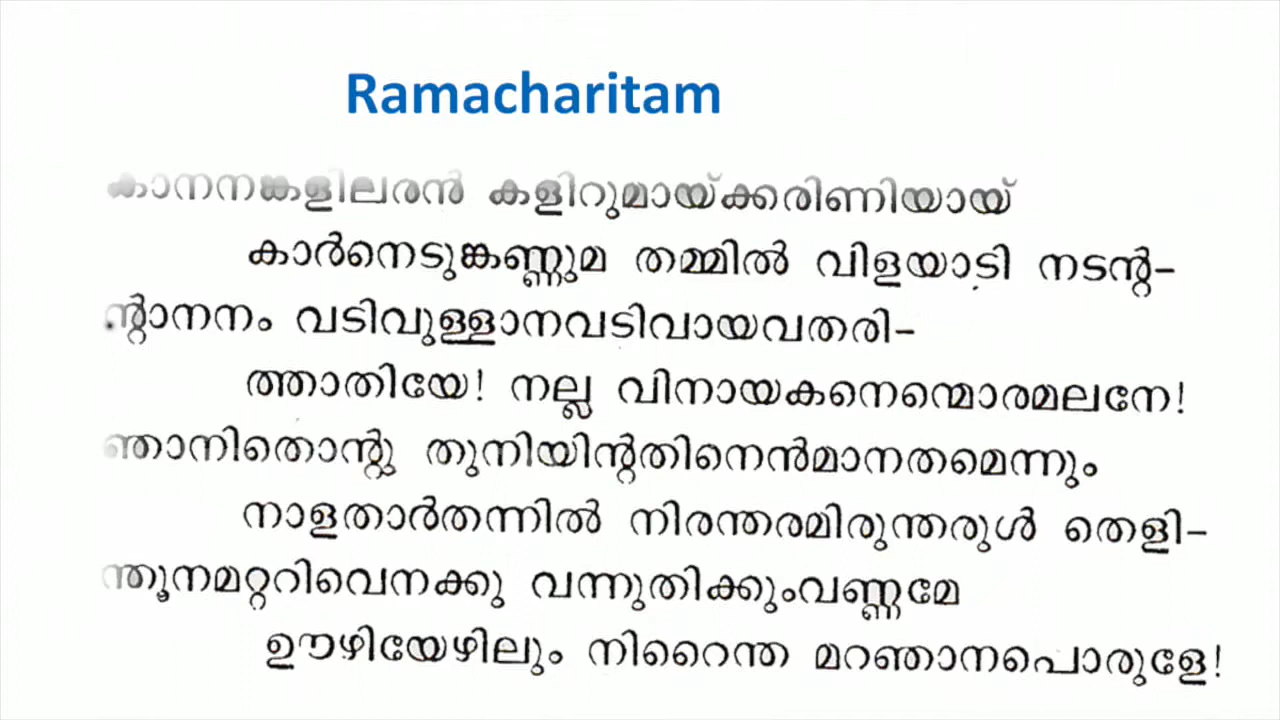 Ramacharitam
കാനനങ്കളിലരൻ കളിറുമായ്ക്കരിണിയായ്
കാർനെടുങ്കണ്ണുമ തമ്മിൽ വിളയാടി നടന്റ-
ന്റാനനം വടിവുള്ളാനവടിവായവതരി-
ത്താതിയേ! നല്ല വിനായകനെന്മൊരമലനേ!
ഞാനിതൊന്റു തുനിയിന്റതിനെൻമാനതമെന്നും
നാളതാർതന്നിൽ നിരന്തരമിരുന്തരുൾ തെളി-
ന്തൂനമറ്ററിവെനക്കു വന്നുതിക്കുംവണ്ണമേ
ഊഴിയേഴിലും നിറൈന്ത മറഞാനപൊരുളേ!